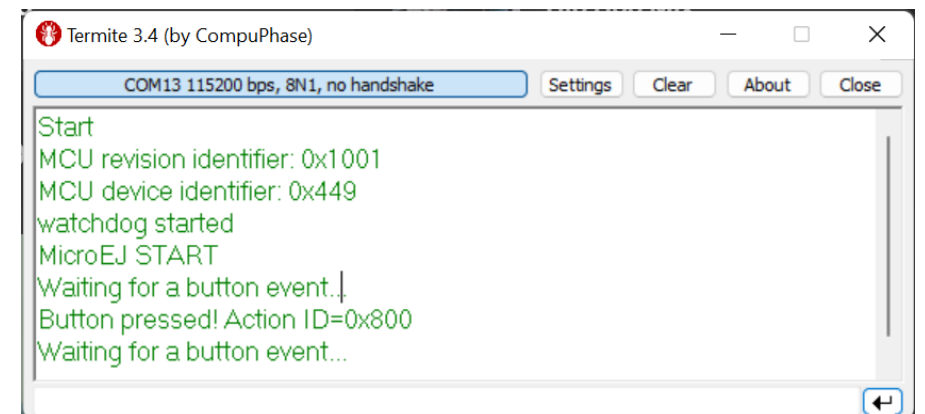 Termite 3.4 (by CompuPhase)
COM13 115200 bps, 8N1, no handshake
Settings
Clear
About
Close
Start
MCU revision identifier: 0x1001
MCU device identifier: 0x449
watchdog started
MicroEJ START
Waiting for a button event...
Button pressed! Action ID=0x800
Waiting for a button event...